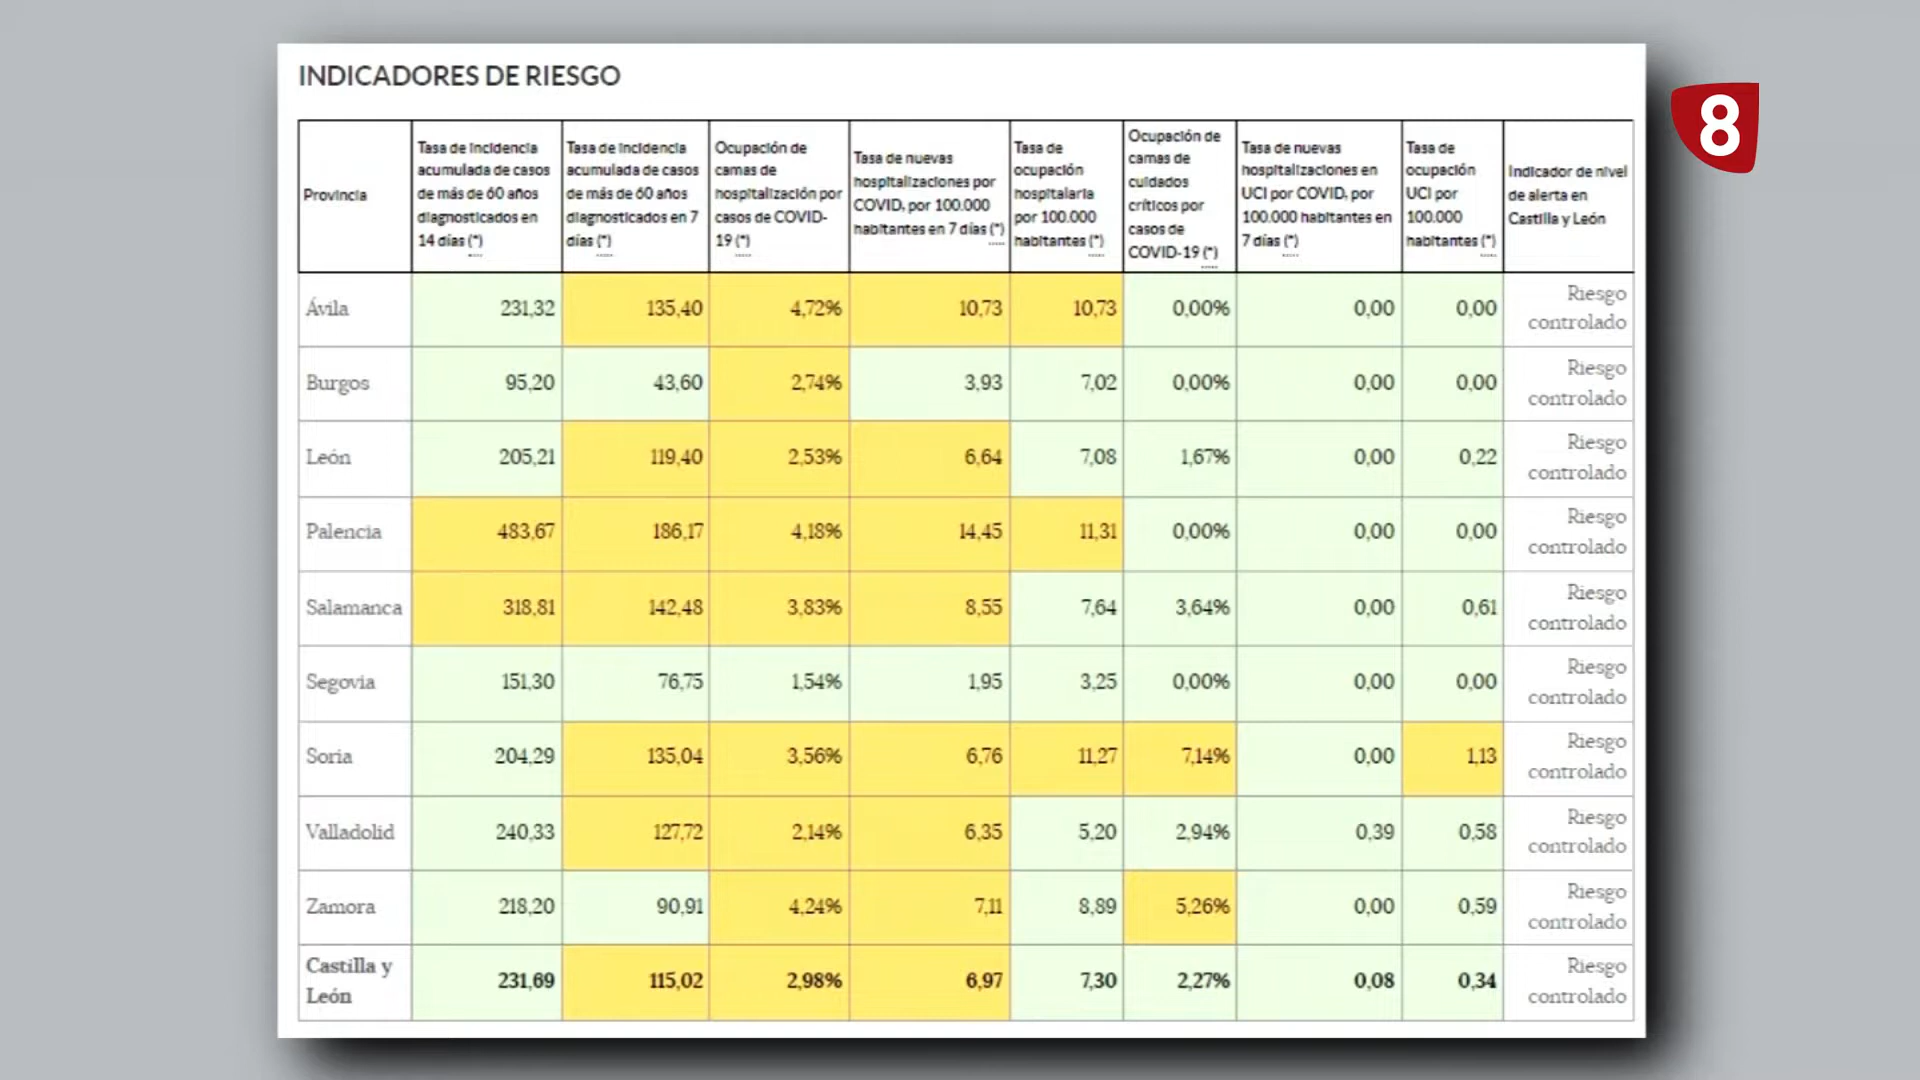 INDICADORES DE RIESGO
8
Provincia
Tasa de incidencia
acumulada de casos
de más de 60 años
diagnosticados en
14 días (*)
Tasa de incidencia
acumulada de casos
de más de 60 años
diagnosticados en 7
días (*)
Ocupación de
camas de
hospitalización por
casos de COVID-
19 (*)
Tasa de nuevas
hospitalizaciones por
COVID, por 100.000
habitantes en 7 días (*)
Tasa de
ocupación
hospitalaria
por 100.000
habitantes (*)
Ocupación de
camas de
cuidados
críticos por
casos de
COVID-19 (*)
Tasa de nuevas
hospitalizaciones en
UCI por COVID, por
100.000 habitantes en
7 días (*)
Tasa de
ocupación
UCI por
100.000
habitantes (*)
Indicador de nivel
de alerta en
Castilla y León
Ávila 231,32 135,40 4,72% 10,73 10,73 0,00% 0,00 0,00 Riesgo
controlado
Burgos 95,20 43,60 2,74% 3,93 7,02 0,00% 0,00 0,00 Riesgo
controlado
León 205,21 119,40 2,53% 6,64 7,08 1,67% 0,00 0,22 Riesgo
controlado
Palencia 483,67 186,17 4,18% 14,45 11,31 0,00% 0,00 0,00 Riesgo
controlado
Salamanca 318,81 142,48 3,83% 8,55 7,64 3,64% 0,00 0,61 Riesgo
controlado
Segovia 151,30 76,75 1,54% 1,95 3,25 0,00% 0,00 0,00 Riesgo
controlado
Soria 204,29 135,04 3,56% 6,76 11,27 7,14% 0,00 1,13 Riesgo
controlado
Valladolid 240,33 127,72 2,14% 6,35 5,20 2,94% 0,39 0,58 Riesgo
controlado
Zamora 218,20 90,91 4,24% 7,11 8,89 5,26% 0,00 0,59 Riesgo
controlado
Castilla y
León 231,69 115,02 2,98% 6,97 7,30 2,27% 0,08 0,34 Riesgo
controlado